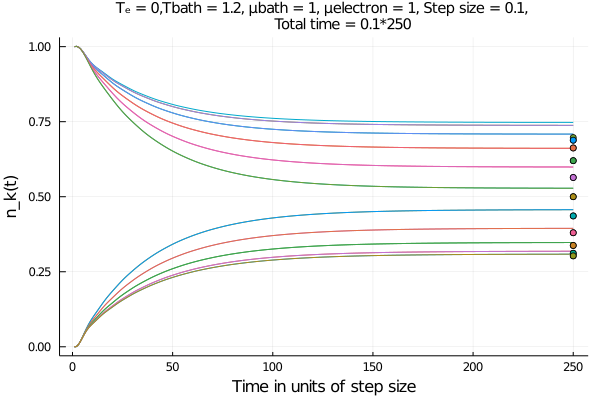 Tₑ = 0,Tbath = 1.2, μbath = 1, μelectron = 1, Step size = 0.1,
Total time = 0.1*250
1.00
0.75
0.50
0.25
0.00
n_k(t)
0
50
100
150
200
250
Time in units of step size